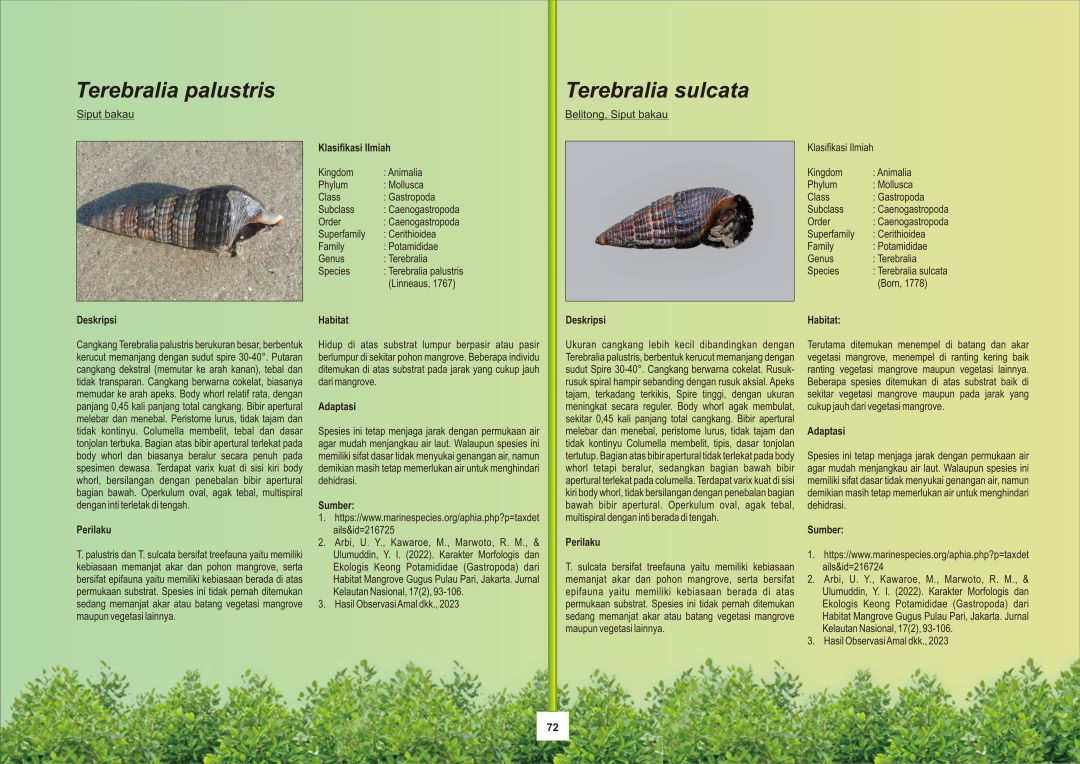 Terebralia palustris
Siput bakau
Klasifikasi Ilmiah
Kingdom : Animalia
Phylum : Mollusca
Class : Gastropoda
Subclass : Caenogastropoda
Order : Caenogastropoda
Superfamily : Cerithioidea
Family : Potamididae
Genus : Terebralia
Species : Terebralia palustris
(Linneaus, 1767)
Deskripsi
Cangkang Terebralia palustris berukuran besar, berbentuk
kerucut memanjang dengan sudut spire 30-40°. Putaran
cangkang dekstral (memutar ke arah kanan), tebal dan
tidak transparan. Cangkang berwarna cokelat, biasanya
memudar ke arah apeks. Body whorl relatif rata, dengan
panjang 0,45 kali panjang total cangkang. Bibir apertural
melebar dan menebal. Peristome lurus, tidak tajam dan
tidak kontinyu. Columella membelit, tebal dan dasar
tonjolan terbuka. Bagian atas bibir apertural terlekat pada
body whorl dan biasanya beralur secara penuh pada
spesimen dewasa. Terdapat varix kuat di sisi kiri body
whorl, bersilangan dengan penebalan bibir apertural
bagian bawah. Operkulum oval, agak tebal, multispiral
dengan inti terletak di tengah.
Perilaku
T. palustris dan T. sulcata bersifat treefauna yaitu memiliki
kebiasaan memanjat akar dan pohon mangrove, serta
bersifat epifauna yaitu memiliki kebiasaan berada di atas
permukaan substrat. Spesies ini tidak pernah ditemukan
sedang memanjat akar atau batang vegetasi mangrove
maupun vegetasi lainnya.
Habitat
Hidup di atas substrat lumpur berpasir atau pasir
berlumpur di sekitar pohon mangrove. Beberapa individu
ditemukan di atas substrat pada jarak yang cukup jauh
dari mangrove.
Adaptasi
Spesies ini tetap menjaga jarak dengan permukaan air
agar mudah menjangkau air laut. Walaupun spesies ini
memiliki sifat dasar tidak menyukai genangan air, namun
demikian masih tetap memerlukan air untuk menghindari
dehidrasi.
Sumber:
1. https://www.marinespecies.org/aphia.php?p=taxdet
ails&id=216725
2. Arbi, U. Y., Kawaroe, M., Marwoto, R. M., &
Ulumuddin, Y. I. (2022). Karakter Morfologis dan
Ekologis Keong Potamididae (Gastropoda) dari
Habitat Mangrove Gugus Pulau Pari, Jakarta. Jurnal
Kelautan Nasional, 17(2), 93-106.
3. Hasil Observasi Amal dkk., 2023
Terebralia sulcata
Belitong, Siput bakau
Klasifikasi Ilmiah
Kingdom : Animalia
Phylum : Mollusca
Class : Gastropoda
Subclass : Caenogastropoda
Order : Caenogastropoda
Superfamily : Cerithioidea
Family : Potamididae
Genus : Terebralia
Species : Terebralia sulcata
(Born, 1778)
Deskripsi
Ukuran cangkang lebih kecil dibandingkan dengan
Terebralia palustris, berbentuk kerucut memanjang dengan
sudut Spire 30-40°. Cangkang berwarna cokelat. Rusuk-
rusuk spiral hampir sebanding dengan rusuk aksial. Apeks
tajam, terkadang terkikis, Spire tinggi, dengan ukuran
meningkat secara reguler. Body whorl agak membulat,
sekitar 0,45 kali panjang total cangkang. Bibir apertural
melebar dan menebal, peristome lurus, tidak tajam dan
tidak kontinyu Columella membelit, tipis, dasar tonjolan
tertutup. Bagian atas bibir apertural tidak terlekat pada body
whorl tetapi beralur, sedangkan bagian bawah bibir
apertural terlekat pada columella. Terdapat varix kuat di sisi
kiri body whorl, tidak bersilangan dengan penebalan bagian
bawah bibir apertural. Operculum oval, agak tebal,
multispiral dengan inti berada di tengah.
Perilaku
T. sulcata bersifat treefauna yaitu memiliki kebiasaan
memanjat akar dan pohon mangrove, serta bersifat
epifauna yaitu memiliki kebiasaan berada di atas
permukaan substrat. Spesies ini tidak pernah ditemukan
sedang memanjat akar atau batang vegetasi mangrove
maupun vegetasi lainnya.
Habitat:
Terutama ditemukan menempel di batang dan akar
vegetasi mangrove, menempel di ranting kering baik
ranting vegetasi mangrove maupun vegetasi lainnya.
Beberapa spesies ditemukan di atas substrat baik di
sekitar vegetasi mangrove maupun pada jarak yang
cukup jauh dari vegetasi mangrove.
Adaptasi
Spesies ini tetap menjaga jarak dengan permukaan air
agar mudah menjangkau air laut. Walaupun spesies ini
memiliki sifat dasar tidak menyukai genangan air, namun
demikian masih tetap memerlukan air untuk menghindari
dehidrasi.
Sumber:
1. https://www.marinespecies.org/aphia.php?p=taxdet
ails&id=216724
2. Arbi, U. Y., Kawaroe, M., Marwoto, R. M., &
Ulumuddin, Y. I. (2022). Karakter Morfologis dan
Ekologis Keong Potamididae (Gastropoda) dari
Habitat Mangrove Gugus Pulau Pari, Jakarta. Jurnal
Kelautan Nasional, 17(2), 93-106.
3. Hasil Observasi Amal dkk., 2023
72